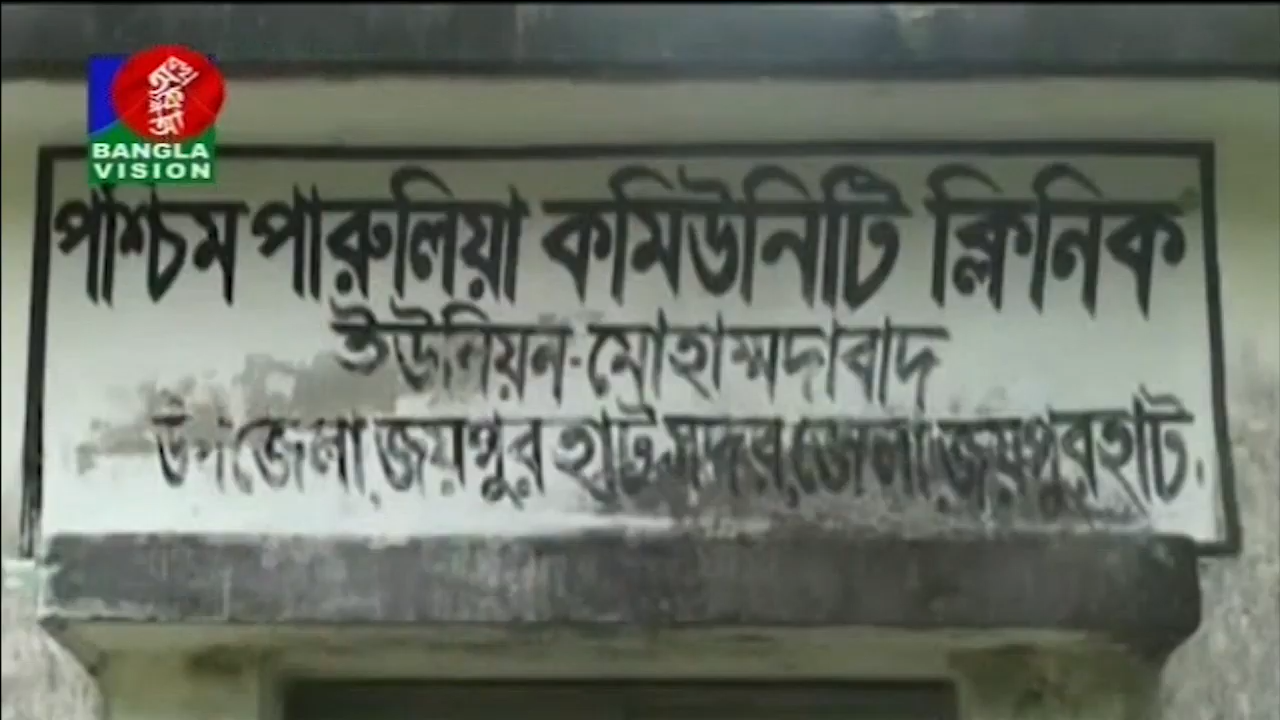 BANGLA
VISION
পশ্চিম পারুলিয়া কমিউনিটি ক্লিনিক
ইউনিয়ন-মোহাম্মদাবাদ
উপজেলা,জয়পুর হাট সদর,জেলা,জয়পুরহাট.